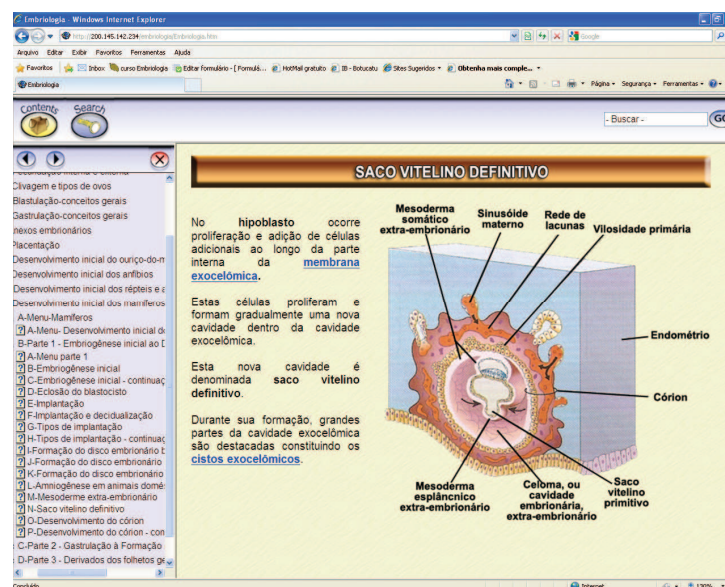 Embriologia - Windows Internet Explorer
http://200.145.142.234/embriologia/Embriologia.htm
Google
Arquivo Editar Exibir Favoritos Ferramentas Ajuda
Favoritos Inbox curso Embriologia Editar formulário - [ Formulá... HotMail gratuito IB - Botucatu Sites Sugeridos Obtenha mais comple...
Embriologia
Página Segurança Ferramentas
Contents Search
- Buscar - GO
Clivagem e tipos de ovos
Blastulação-conceitos gerais
Gastrulação-conceitos gerais
nexos embrionários
Placentação
Desenvolvimento inicial do ouriço-do-m
Desenvolvimento inicial dos anfíbios
Desenvolvimento inicial dos répteis e a
Desenvolvimento inicial dos mamíferos
A-Menu-Mamíferos
A-Menu- Desenvolvimento inicial do
B-Parte 1 - Embriogênese inicial ao D
A-Menu parte 1
B-Embriogênese inicial
C-Embriogênese inicial - continuaç
D-Eclosão do blastocisto
E-Implantação
F-Implantação e decidualização
G-Tipos de implantação
H-Tipos de implantação - continuaç
I-Formação do disco embrionário b
J-Formação do disco embrionário
K-Formação do disco embrionário
L-Amniogênese em animais domé
M-Mesoderme extra-embrionário
N-Saco vitelino definitivo
O-Desenvolvimento do córion
P-Desenvolvimento do córion - con
C-Parte 2 - Gastrulação à Formação
D-Parte 3 - Derivados dos folhetos ge
SACO VITELINO DEFINITIVO
No hipoblasto ocorre
proliferação e adição de células
adicionais ao longo da parte
interna da membrana
exocelômica.
Estas células proliferam e
formam gradualmente uma nova
cavidade dentro da cavidade
exocelômica.
Esta nova cavidade é
denominada saco vitelino
definitivo.
Durante sua formação, grandes
partes da cavidade exocelômica
são destacadas constituindo os
cistos exocelômicos.
Mesoderma
somático
extra-embrionário
Sinusóide
materno
Rede de
lacunas
Vilosidade primária
Endométrio
Córion
Saco
vitelino
primitivo
Celoma, ou
cavidade
embrionária,
extra-embrionária
Mesoderma
esplâncnico
extra-embrionário
Concluído
Internet
130%